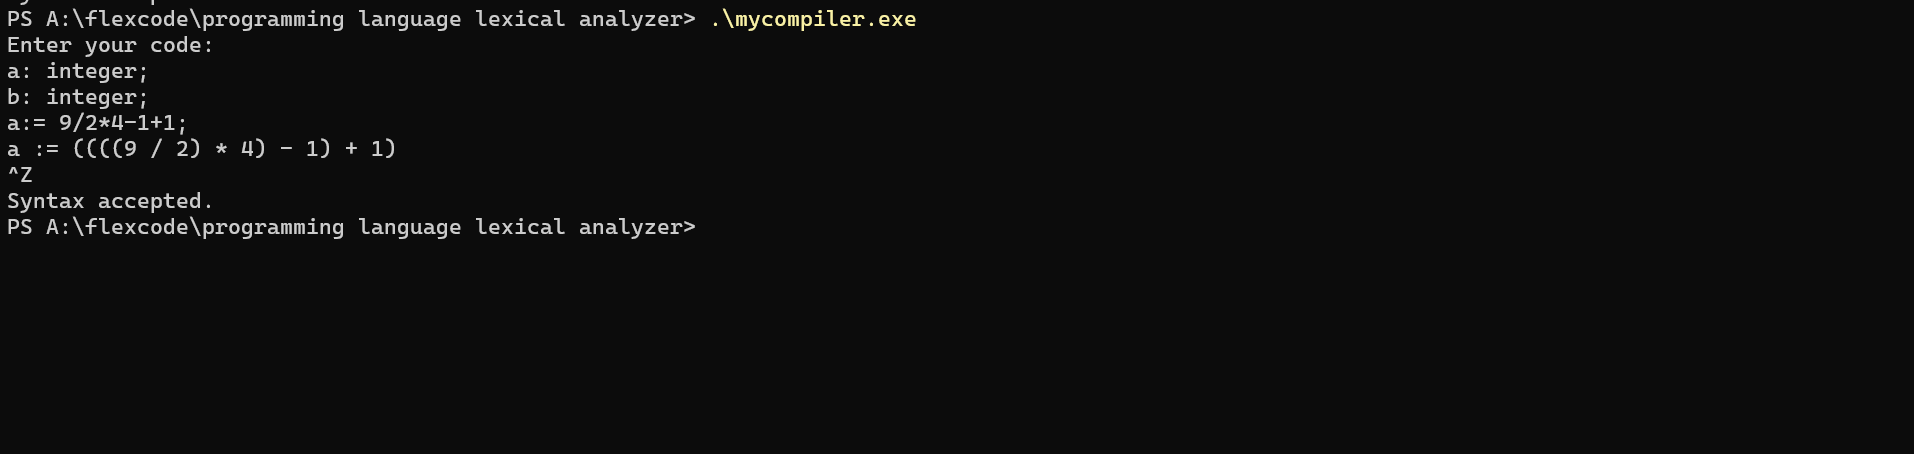 PS A:\flexcode\programming language lexical analyzer> .\mycompiler.exe
Enter your code:
a: integer;
b: integer;
a:= 9/2*4-1+1;
a := ((((9 / 2) * 4) - 1) + 1)
^Z
Syntax accepted.
PS A:\flexcode\programming language lexical analyzer>